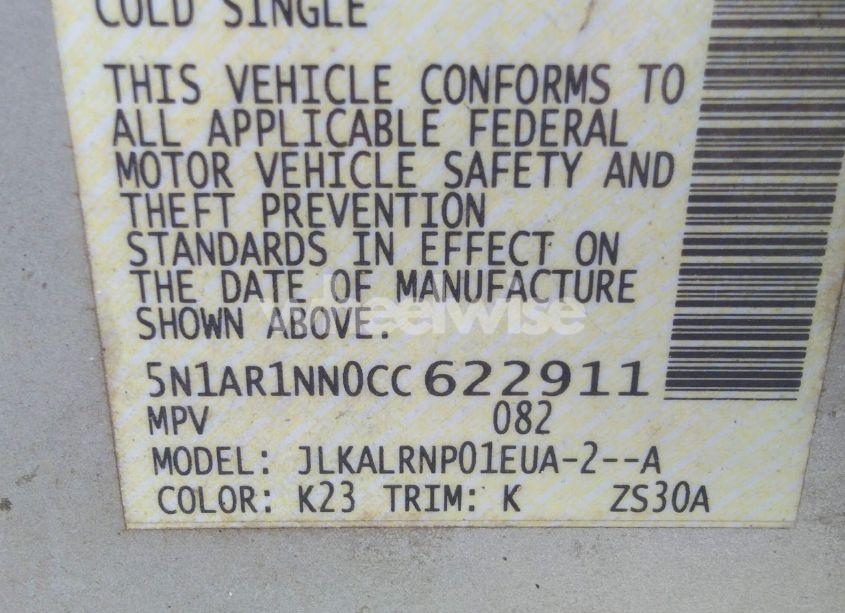 COLD SINGLE
THIS VEHICLE CONFORMS TO
ALL APPLICABLE FEDERAL
MOTOR VEHICLE SAFETY AND
THEFT PREVENTION
STANDARDS IN EFFECT ON
THE DATE OF MANUFACTURE
SHOWN ABOVE.
wheelwise
5N1AR1NN0CC622911
MPV 082
MODEL: JLKALRNP01EUA-2--A
COLOR: K23 TRIM: K ZS30A